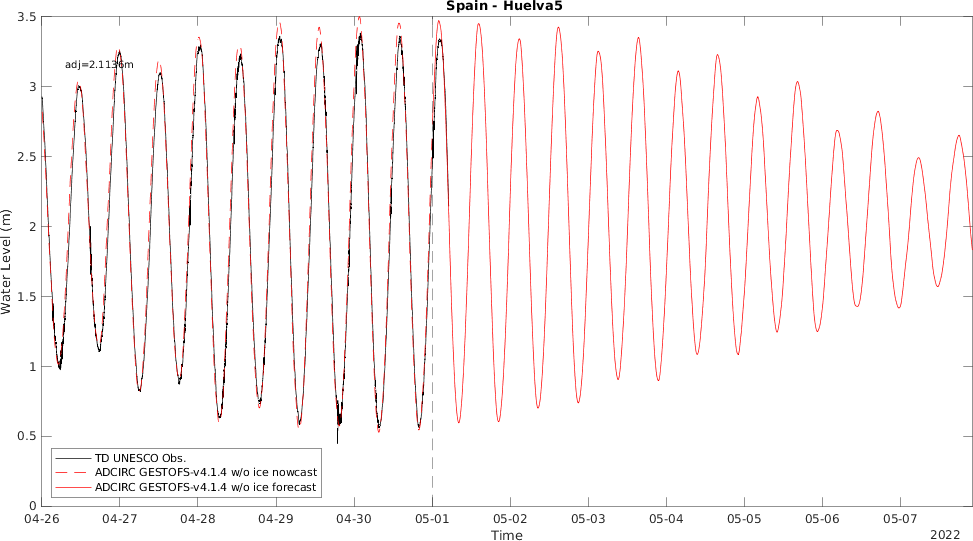 Spain - Huelva5
3.5
3
2.5
2
1.5
1
0.5
0
Water Level (m)
adj=2.1136m
TD UNESCO Obs.
ADCIRC GESTOFS-v4.1.4 w/o ice nowcast
ADCIRC GESTOFS-v4.1.4 w/o ice forecast
04-26 04-27 04-28 04-29 04-30 05-01 05-02 05-03 05-04 05-05 05-06 05-07
Time
2022